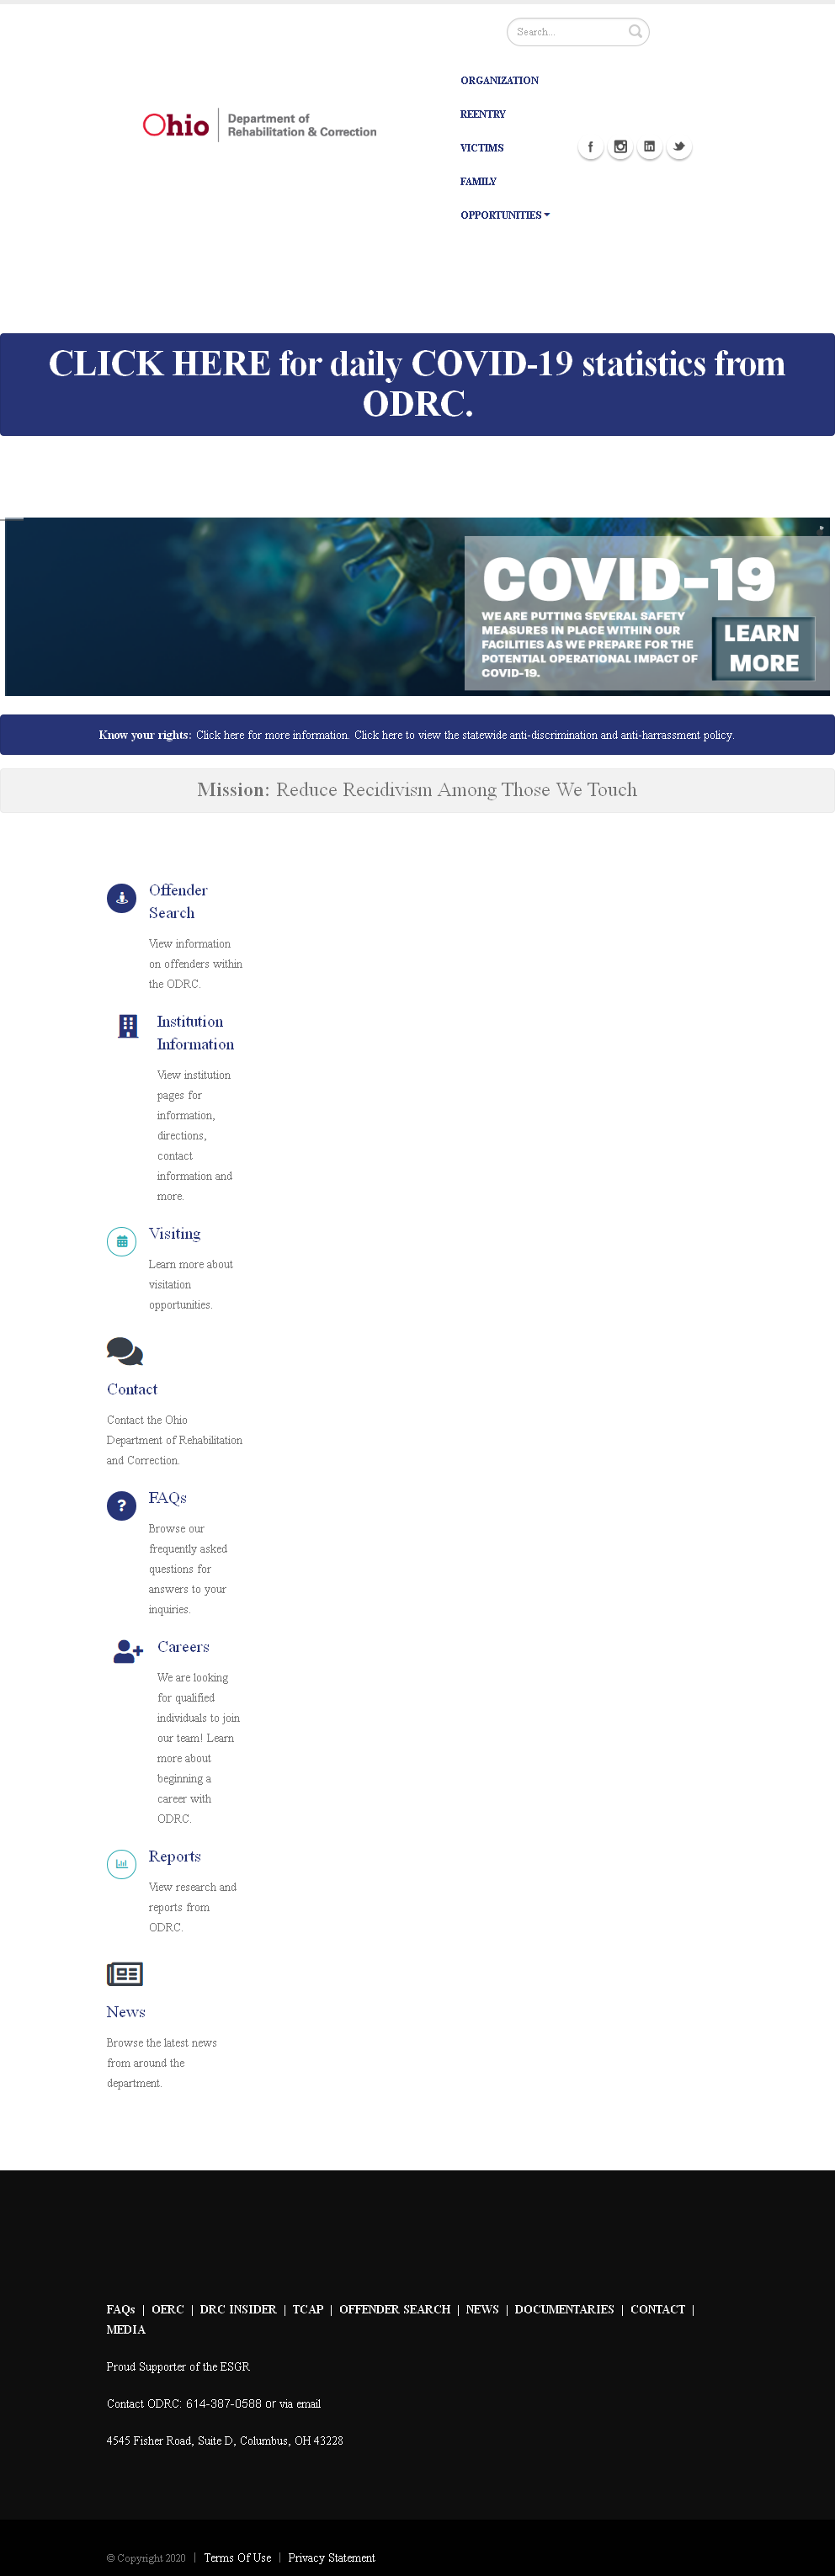 Search...
ORGANIZATION
Ohio Department of
Rehabilitation & Correction
REENTRY
VICTIMS
FAMILY
OPPORTUNITIES
CLICK HERE for daily COVID-19 statistics from
ODRC.
COVID-19
WE ARE PUTTING SEVERAL SAFETY
MEASURES IN PLACE WITHIN OUR
FACILITIES AS WE PREPARE FOR THE
POTENTIAL OPERATIONAL IMPACT OF
COVID-19.
LEARN
MORE
Know your rights: Click here for more information. Click here to view the statewide anti-discrimination and anti-harrassment policy.
Mission: Reduce Recidivism Among Those We Touch
Offender
Search
View information
on offenders within
the ODRC.
Institution
Information
View institution
pages for
information,
directions,
contact
information and
more.
Visiting
Learn more about
visitation
opportunities.
Contact
Contact the Ohio
Department of Rehabilitation
and Correction.
FAQs
Browse our
frequently asked
questions for
answers to your
inquiries.
Careers
We are looking
for qualified
individuals to join
our team! Learn
more about
beginning a
career with
ODRC.
Reports
View research and
reports from
ODRC.
News
Browse the latest news
from around the
department.
FAQs | OERC | DRC INSIDER | TCAP | OFFENDER SEARCH | NEWS | DOCUMENTARIES | CONTACT |
MEDIA
Proud Supporter of the ESGR
Contact ODRC: 614-387-0588 or via email
4545 Fisher Road, Suite D, Columbus, OH 43228
© Copyright 2020 | Terms Of Use | Privacy Statement